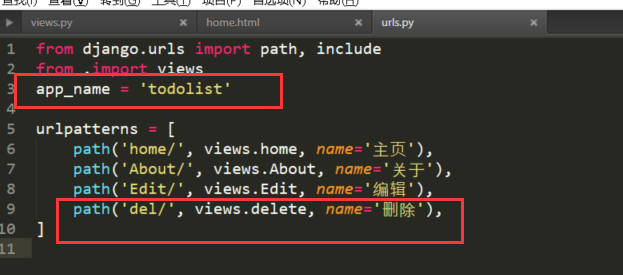 查找(I) 查看(V) 转到(G) 工具(T) 项目(P) 首选项(N) 帮助(H)
views.py × home.html × urls.py ×
1 from django.urls import path, include
2 from .import views
3 app_name = 'todolist'
4
5 urlpatterns = [
6 path('home/', views.home, name='主页'),
7 path('About/', views.About, name='关于'),
8 path('Edit/', views.Edit, name='编辑'),
9 path('del/', views.delete, name='删除'),
10 ]
11